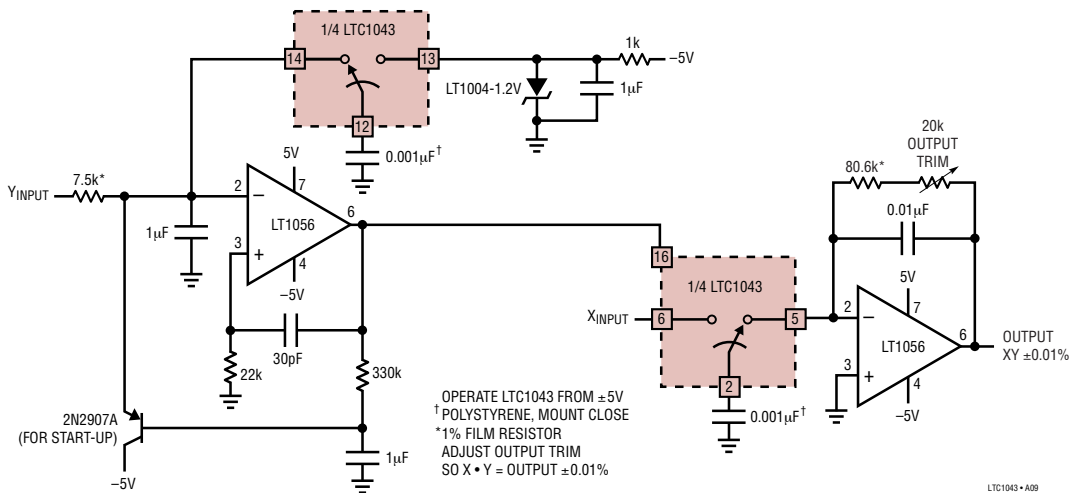 1/4 LTC1043
14
13
12
1k
–5V
LT1004-1.2V
1µF
0.001µF†
YINPUT
7.5k*
1µF
5V
2
7
–
LT1056
6
3
+
4
–5V
30pF
22k
330k
2N2907A
(FOR START-UP)
–5V
1µF
16
1/4 LTC1043
XINPUT
6
5
2
0.001µF†
20k
OUTPUT
TRIM
80.6k*
0.01µF
5V
2
7
–
LT1056
6
3
+
4
–5V
OUTPUT
XY ±0.01%
OPERATE LTC1043 FROM ±5V
†POLYSTYRENE, MOUNT CLOSE
*1% FILM RESISTOR
ADJUST OUTPUT TRIM
SO X • Y = OUTPUT ±0.01%
LTC1043 • A09